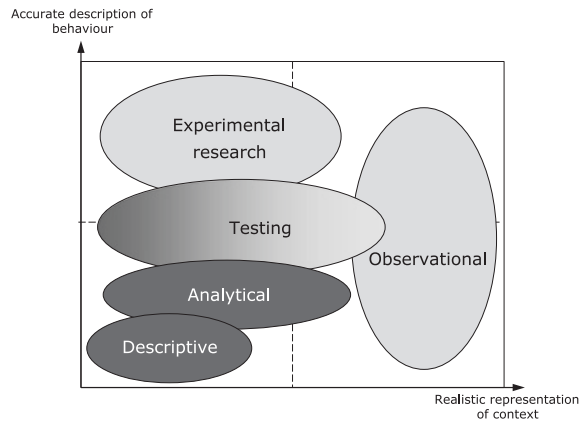 Accurate description of
behaviour
Experimental
research
Testing
Observational
Analytical
Descriptive
Realistic representation
of context